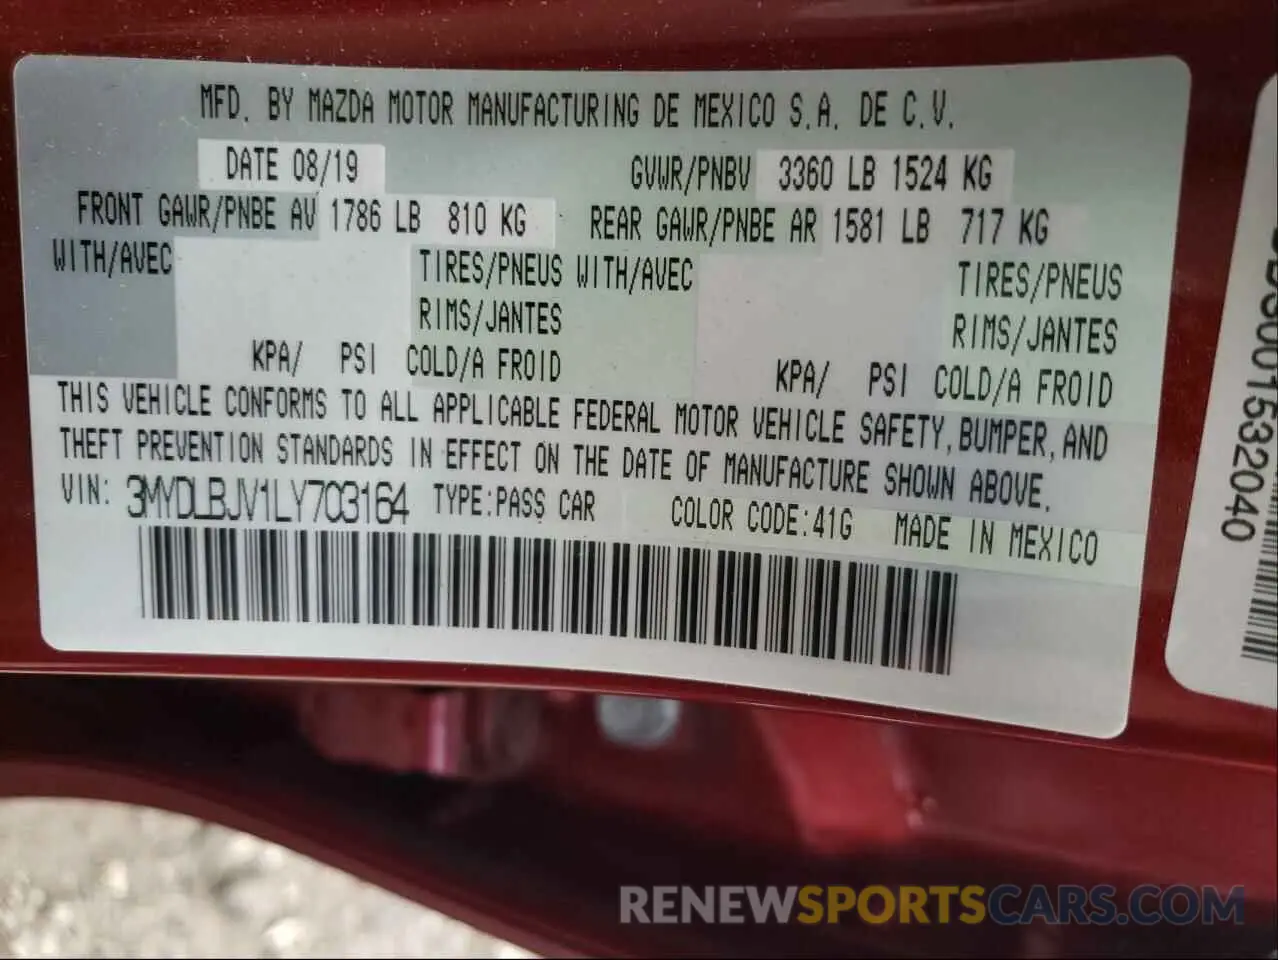 MFD. BY MAZDA MOTOR MANUFACTURING DE MEXICO S.A. DE C.V.
DATE 08/19 GVWR/PNBV 3360 LB 1524 KG
FRONT GAWR/PNBE AV 1786 LB 810 KG REAR GAWR/PNBE AR 1581 LB 717 KG
WITH/AVEC TIRES/PNEUS WITH/AVEC TIRES/PNEUS
RIMS/JANTES RIMS/JANTES
KPA/ PSI COLD/A FROID KPA/ PSI COLD/A FROID
THIS VEHICLE CONFORMS TO ALL APPLICABLE FEDERAL MOTOR VEHICLE SAFETY, BUMPER, AND
THEFT PREVENTION STANDARDS IN EFFECT ON THE DATE OF MANUFACTURE SHOWN ABOVE.
VIN: 3MYDLBJV1LY703164 TYPE:PASS CAR COLOR CODE:41G MADE IN MEXICO
RENEWSPORTSCARS.COM